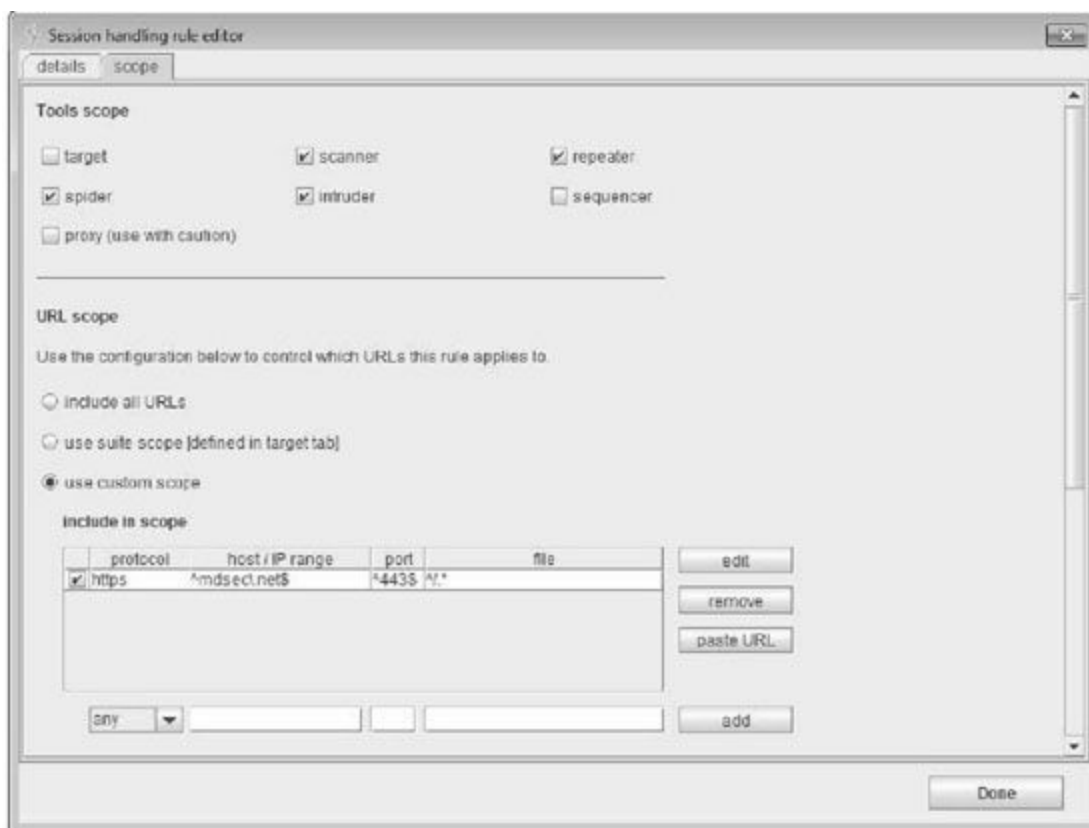 Session handling rule editor
details scope
Tools scope
target scanner repeater
spider intruder sequencer
proxy (use with caution)
URL scope
Use the configuration below to control which URLs this rule applies to.
include all URLs
use suite scope [defined in target tab]
use custom scope
include in scope
protocol host / IP range port file
https ^mdsec\.net$ ^443$ ^/.*
edit
remove
paste URL
any add
Done